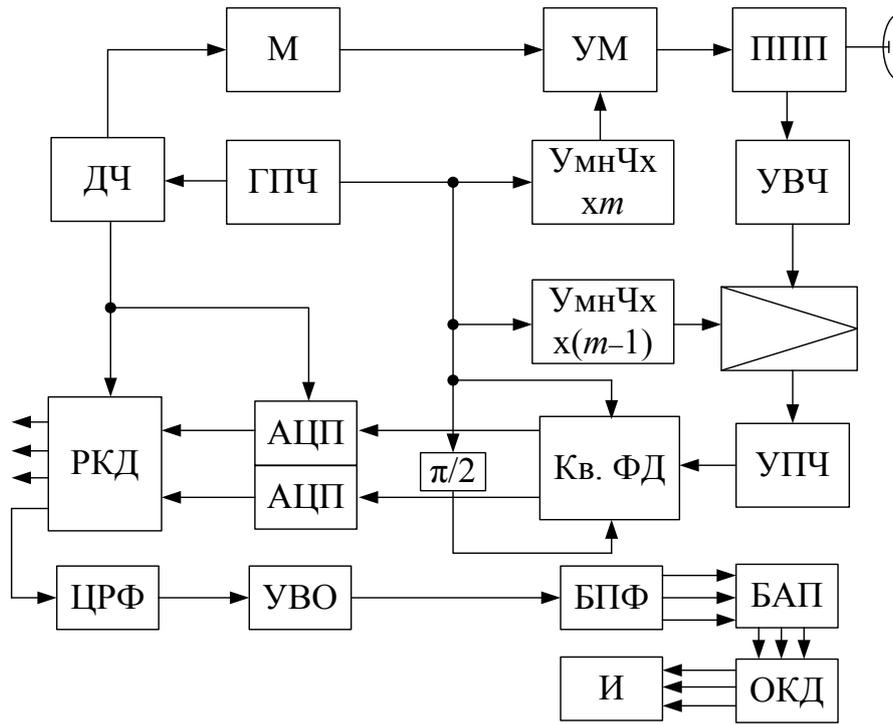 М
УМ
ППП
ДЧ
ГПЧ
УмнЧх
хm
УВЧ
УмнЧх
х(m–1)
РКД
АЦП
АЦП
π/2
Кв. ФД
УПЧ
ЦРФ
УВО
БПФ
БАП
И
ОКД